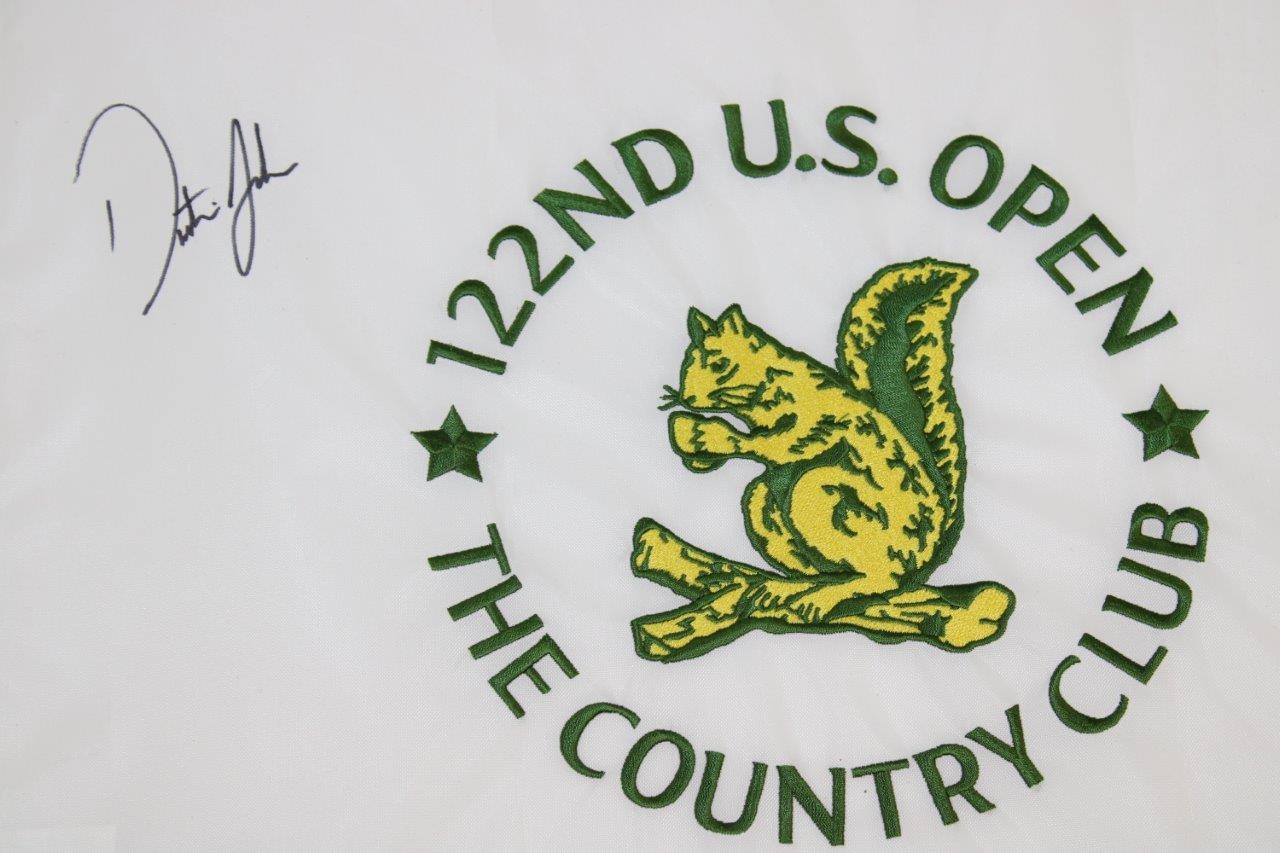 122ND U.S. OPEN
THE COUNTRY CLUB